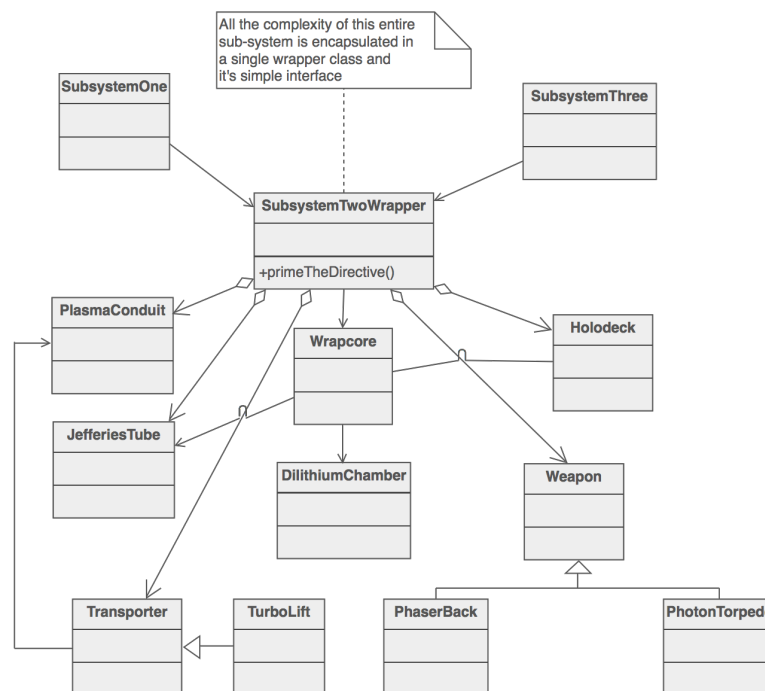 All the complexity of this entire
sub-system is encapsulated in
a single wrapper class and
it's simple interface
SubsystemOne
SubsystemThree
SubsystemTwoWrapper
+primeTheDirective()
PlasmaConduit
Wrapcore
Holodeck
JefferiesTube
DilithiumChamber
Weapon
Transporter
TurboLift
PhaserBack
PhotonTorped